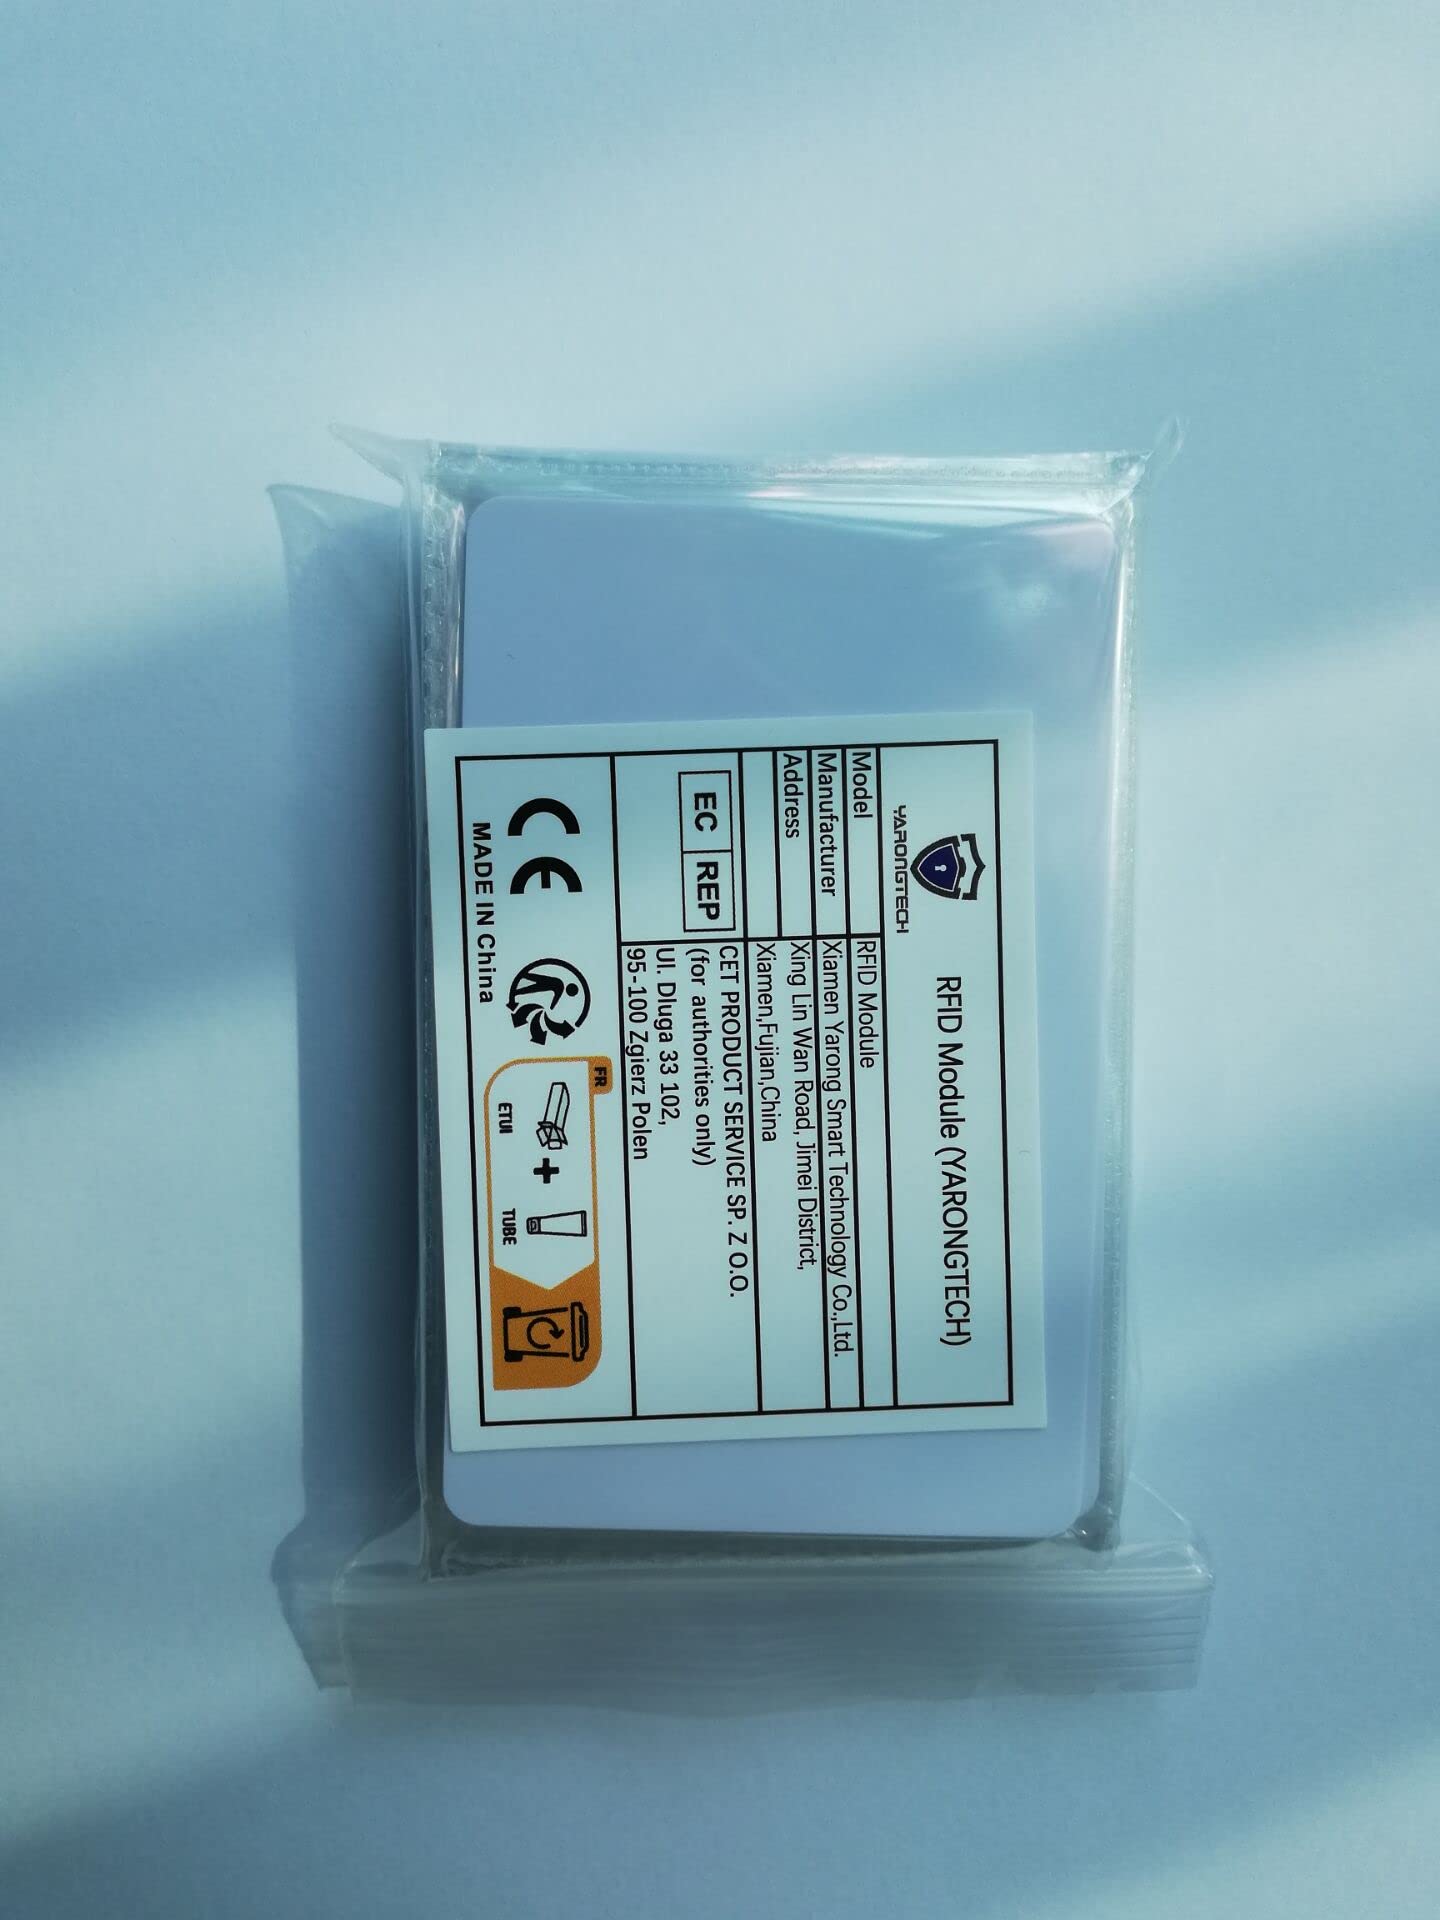 YARONGTECH
RFID Module (YARONGTECH)
Model
RFID Module
Manufacturer
Xiamen Yarong Smart Technology Co.,Ltd.
Address
Xing Lin Wan Road, Jimei District,
Xiamen,Fujian,China
EC REP
CET PRODUCT SERVICE SP. Z O.O.
(for authorities only)
Ul. Dluga 33 102,
95-100 Zgierz Polen
CE
FR
ETUI
+
TUBE
MADE IN China